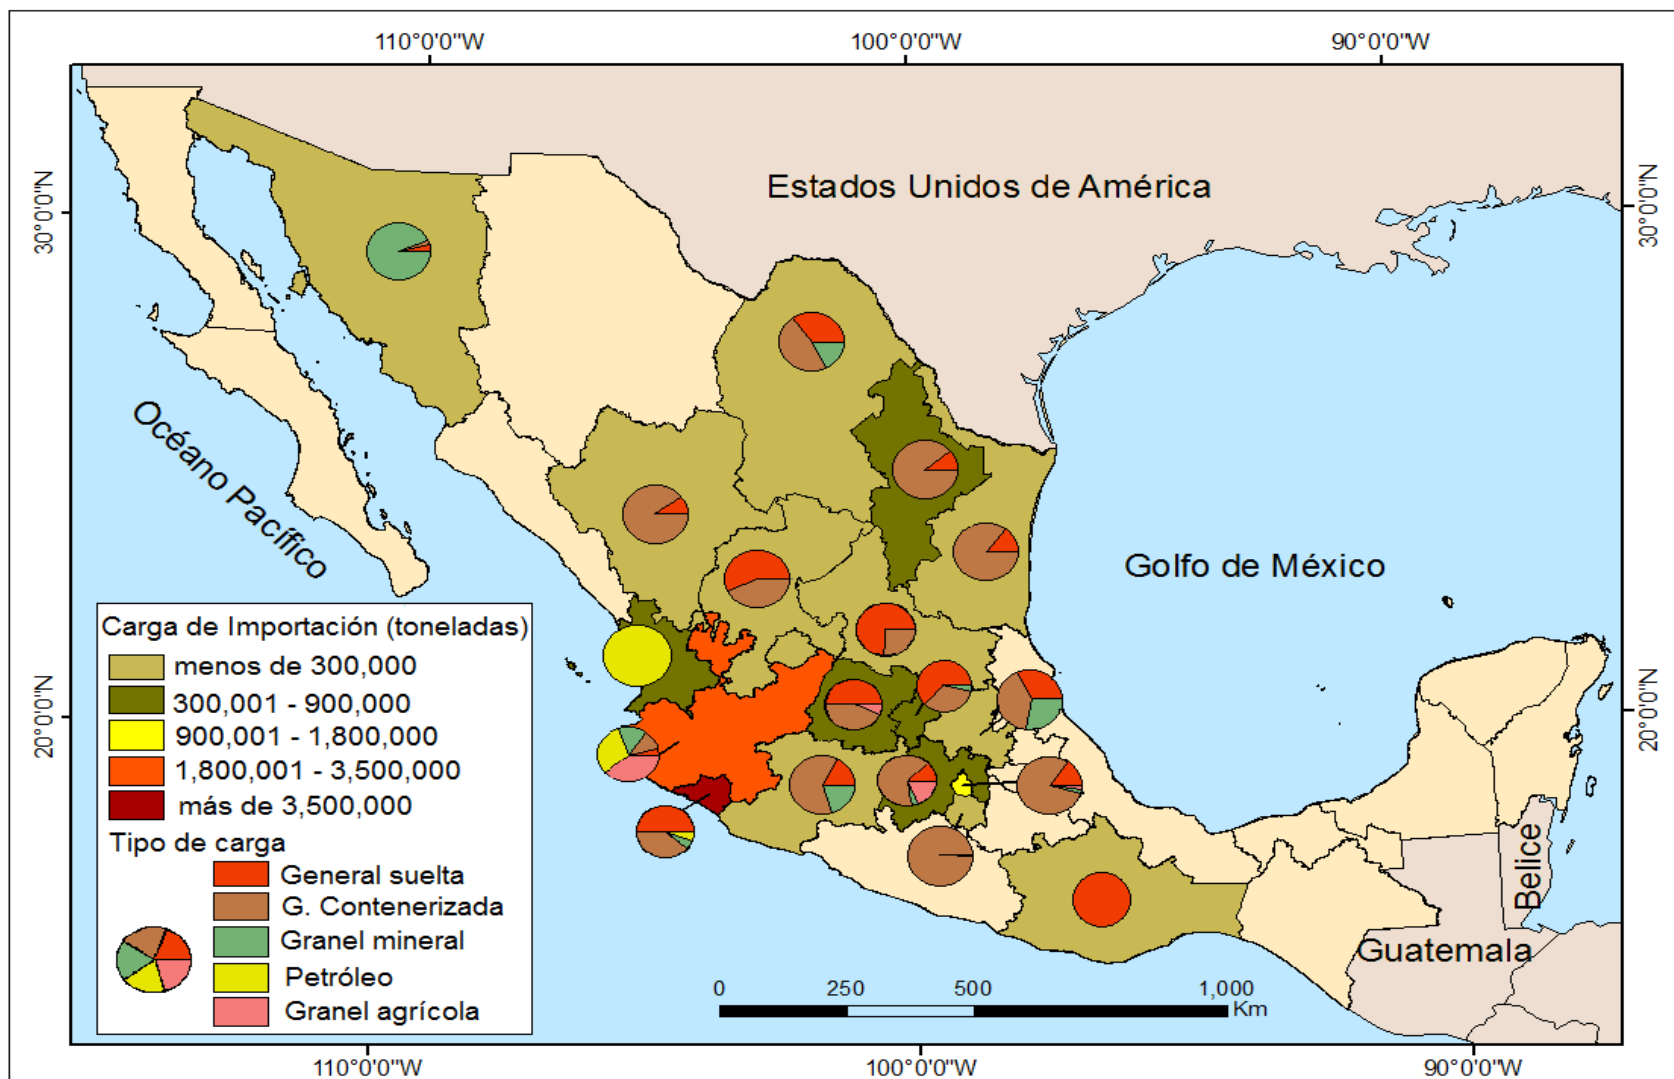 110°0'0"W 100°0'0"W 90°0'0"W
30°0'0"N
30°0'0"N
Estados Unidos de América
Océano Pacífico
Golfo de México
20°0'0"N
20°0'0"N
Carga de Importación (toneladas)
menos de 300,000
300,001 - 900,000
900,001 - 1,800,000
1,800,001 - 3,500,000
más de 3,500,000
Tipo de carga
General suelta
G. Contenerizada
Granel mineral
Petróleo
Granel agrícola
Belice
Guatemala
0 250 500 1,000
Km
110°0'0"W 100°0'0"W 90°0'0"W